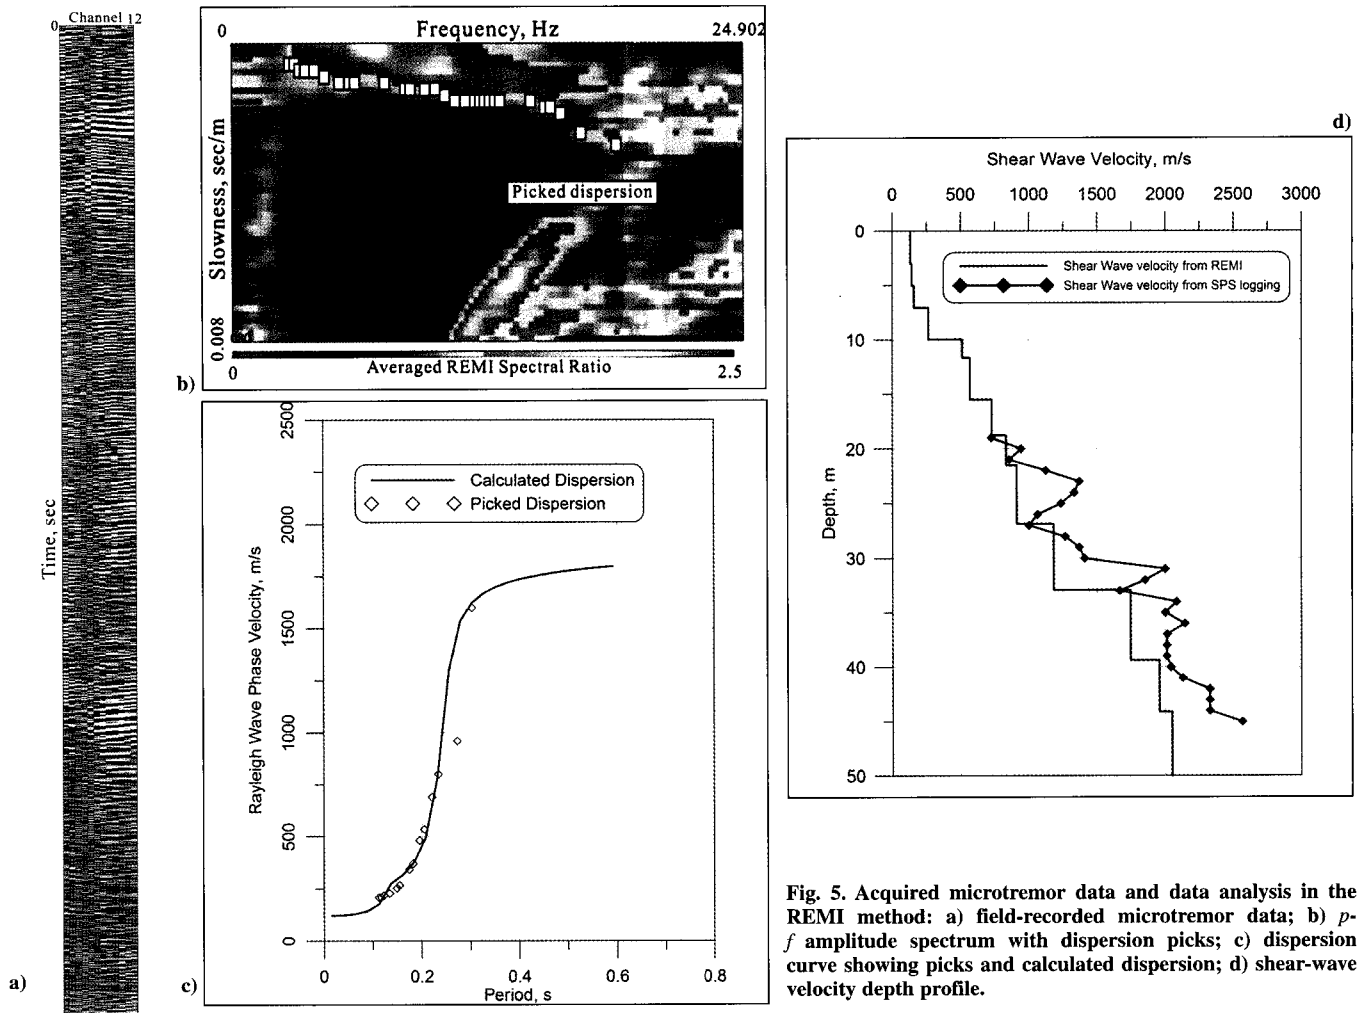 Channel 12
0
Time, sec
a)
0
Frequency, Hz
24.902
Slowness, sec/m
0.008
Picked dispersion
Averaged REMI Spectral Ratio
0
2.5
b)
2500
2000
1500
1000
500
0
Rayleigh Wave Phase Velocity, m/s
Calculated Dispersion
Picked Dispersion
0 0.2 0.4 0.6 0.8
Period, s
c)
d)
Shear Wave Velocity, m/s
0 500 1000 1500 2000 2500 3000
0
10
20
30
40
50
Depth, m
Shear Wave velocity from REMI
Shear Wave velocity from SPS logging
Fig. 5. Acquired microtremor data and data analysis in the
REMI method: a) field-recorded microtremor data; b) p-
f amplitude spectrum with dispersion picks; c) dispersion
curve showing picks and calculated dispersion; d) shear-wave
velocity depth profile.